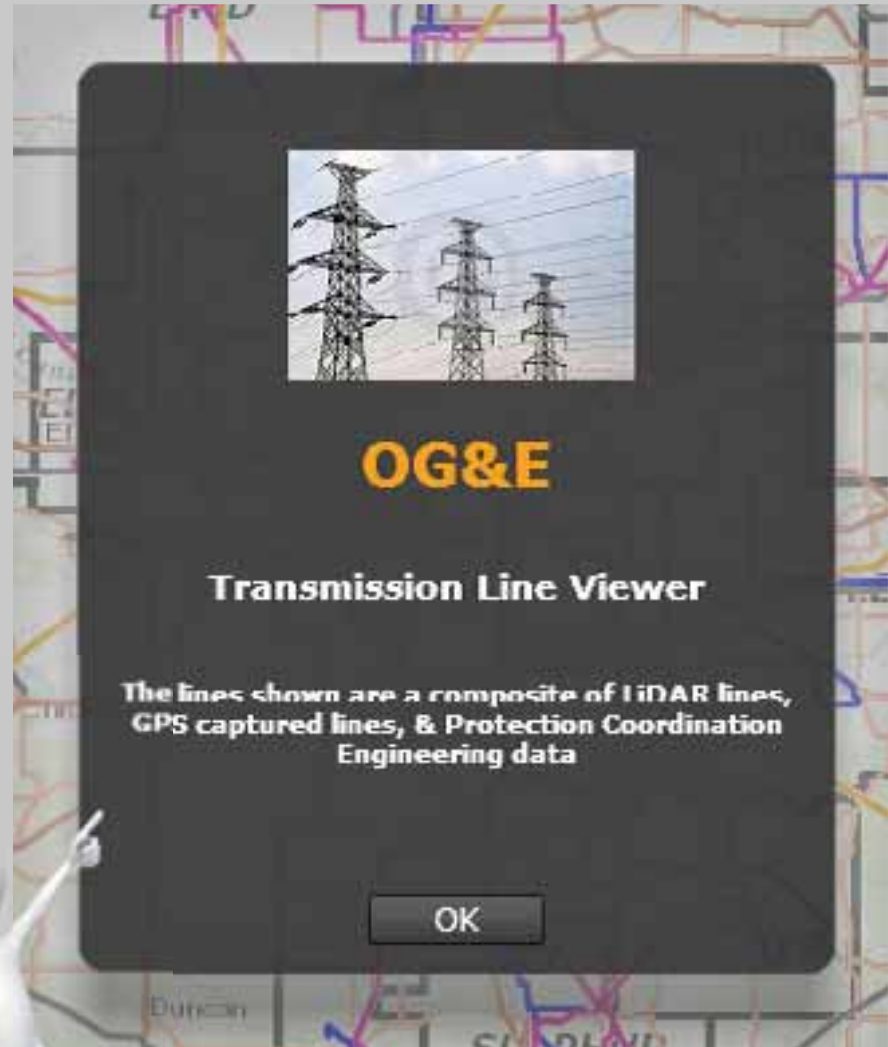 OG&E
Transmission Line Viewer
The lines shown are a composite of LiDAR lines,
GPS captured lines, & Protection Coordination
Engineering data
OK
Duncan